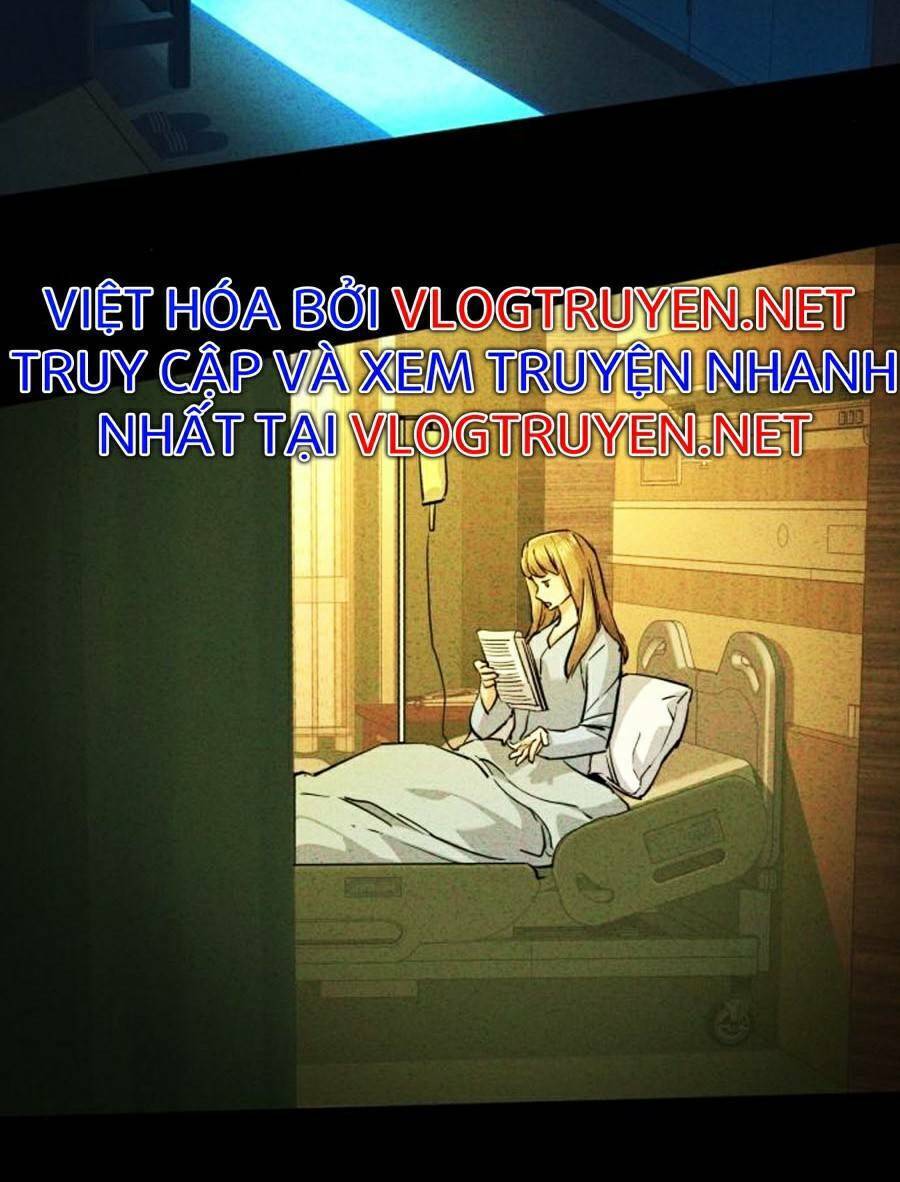 VIỆT HÓA BỞI VLOGTRUYEN.NET
TRUY CẬP VÀ XEM TRUYỆN NHANH
NHẤT TẠI VLOGTRUYEN.NET